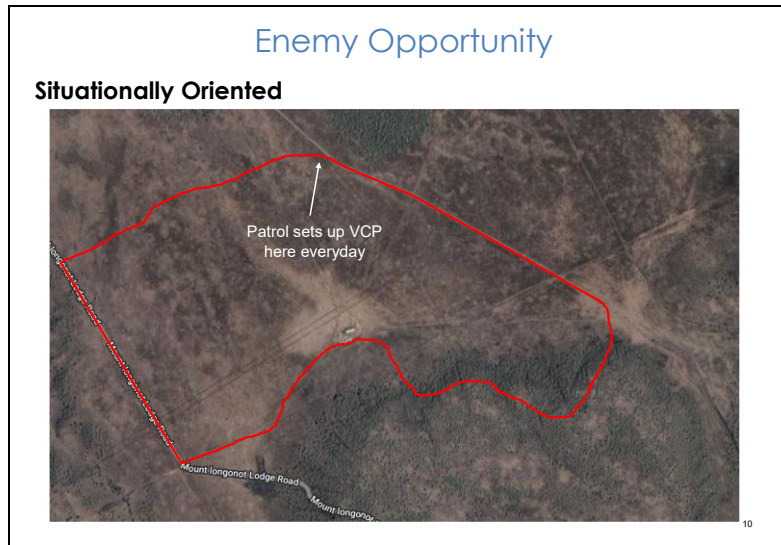 Enemy Opportunity
Situationally Oriented
Patrol sets up VCP
here everyday
Mount longonot Lodge Road
Mount longonot Lodge Road
Mount longonot
10